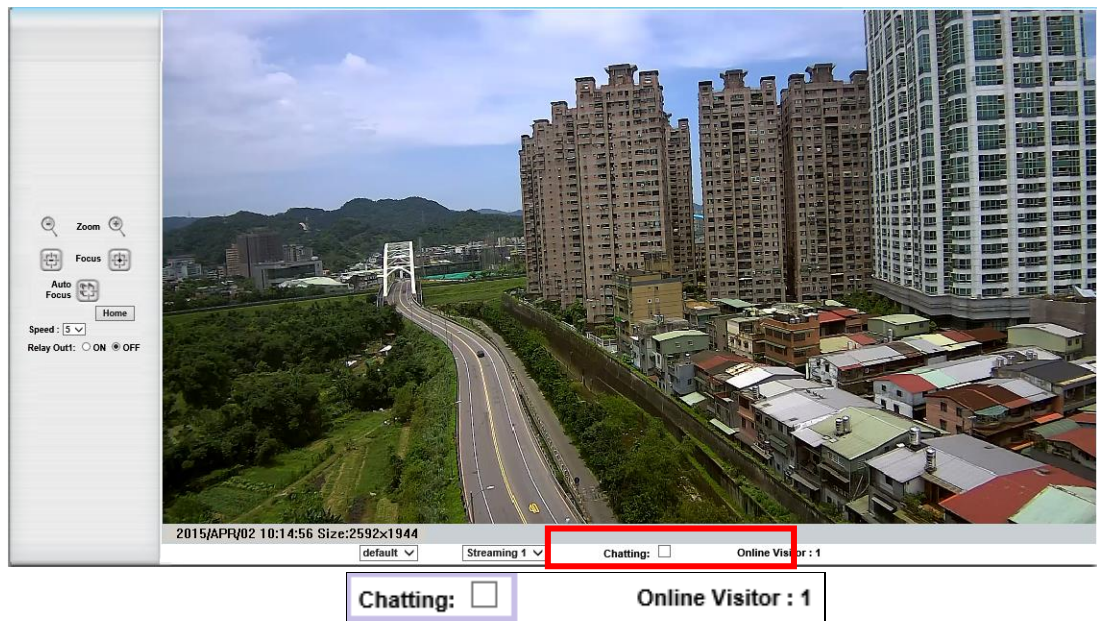 Zoom
Focus
Auto
Focus
Home
Speed : 5
Relay Out1: ON OFF
2015/APR/02 10:14:56 Size:2592x1944
default Streaming 1 Chatting: Online Visitor : 1
Chatting: Online Visitor : 1